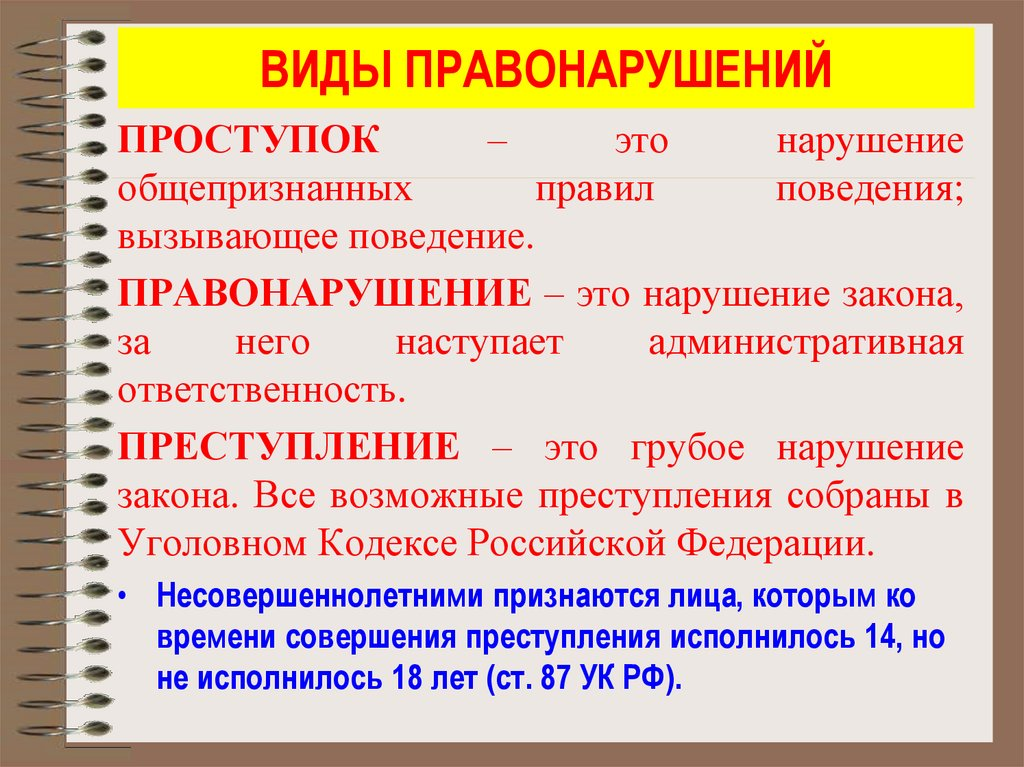 ВИДЫ ПРАВОНАРУШЕНИЙ
ПРОСТУПОК – это нарушение
общепризнанных правил поведения;
вызывающее поведение.
ПРАВОНАРУШЕНИЕ – это нарушение закона,
за него наступает административная
ответственность.
ПРЕСТУПЛЕНИЕ – это грубое нарушение
закона. Все возможные преступления собраны в
Уголовном Кодексе Российской Федерации.
• Несовершеннолетними признаются лица, которым ко
времени совершения преступления исполнилось 14, но
не исполнилось 18 лет (ст. 87 УК РФ).